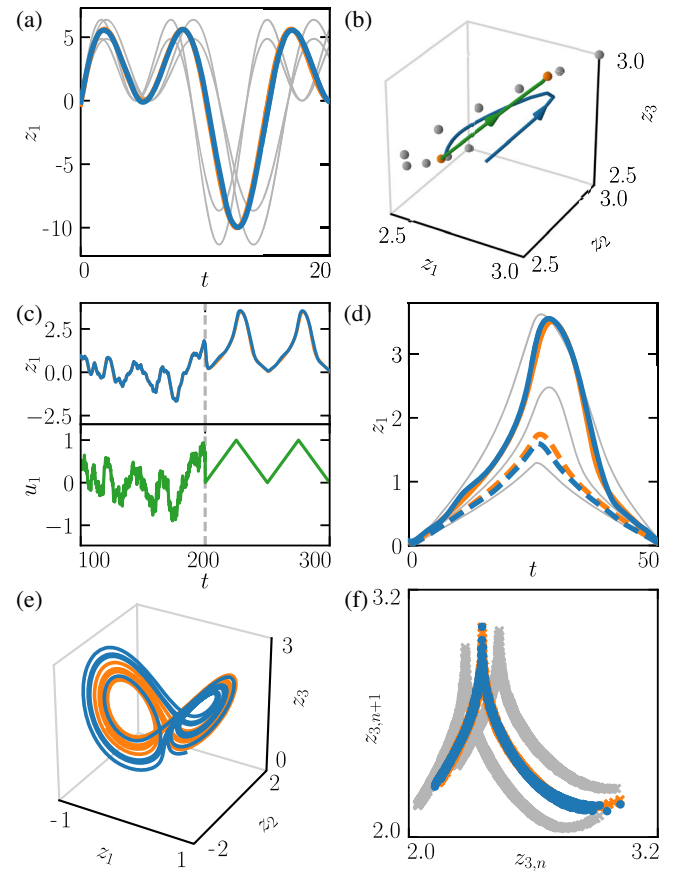 (a)
5
0
-5
-10
z₁
0
t
20
(b)
3.0
z₃
2.5
3.0
z₂
2.5
3.0
z₁
2.5
(c)
2.5
0.0
−2.5
z₁
1
0
−1
u₁
100
200
300
t
(d)
3
2
1
0
z₁
0
t
50
(e)
3
z₃
0
2
z₂
-2
1
z₁
-1
(f)
3.2
z₃,ₙ₊₁
2.0
2.0
z₃,ₙ
3.2